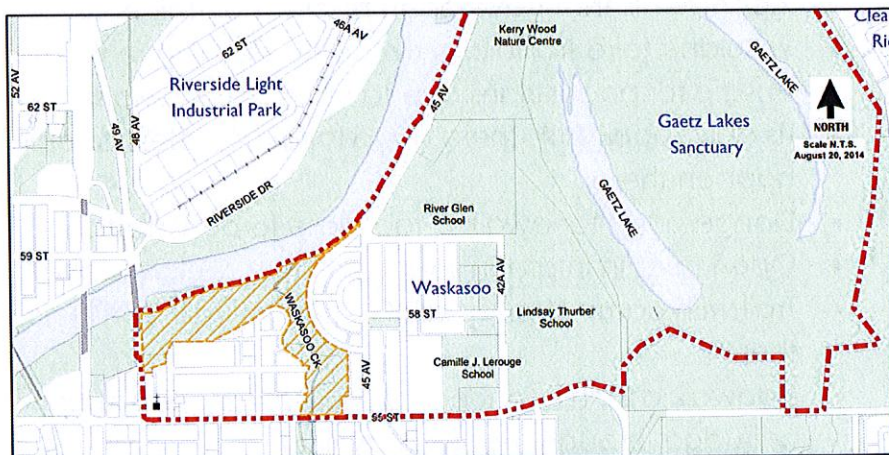 Kerry Wood
Nature Centre
46A AV
62 ST
52 AV
Riverside Light
Industrial Park
62 ST
49 AV
48 AV
45 AV
GAETZ LAKE
Clea
Ri
NORTH
Scale N.T.S.
August 20, 2014
Gaetz Lakes
Sanctuary
GAETZ LAKE
RIVERSIDE DR
River Glen
School
59 ST
Waskasoo
42A AV
WASKASOO CK
58 ST
Lindsay Thurber
School
45 AV
Camille J. Lerouge
School
55 ST